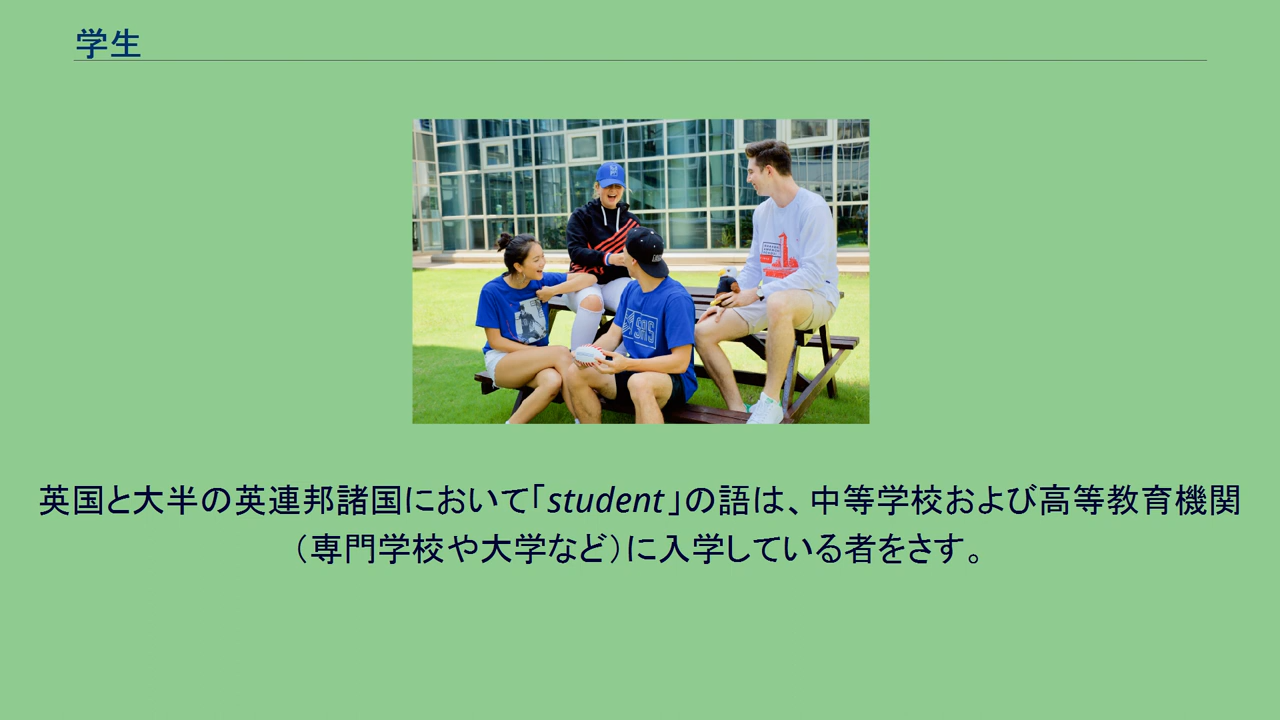 学生
SAS
英国と大半の英連邦諸国において「student」の語は、中等学校および高等教育機関
（専門学校や大学など）に入学している者をさす。